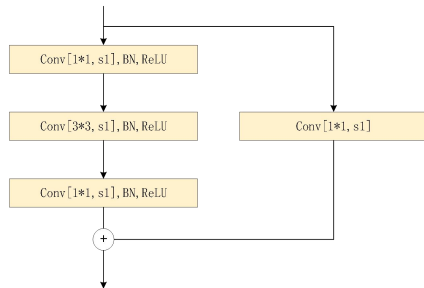 Conv[1*1,s1],BN,ReLU
Conv[3*3,s1],BN,ReLU
Conv[1*1,s1]
Conv[1*1,s1],BN,ReLU
+